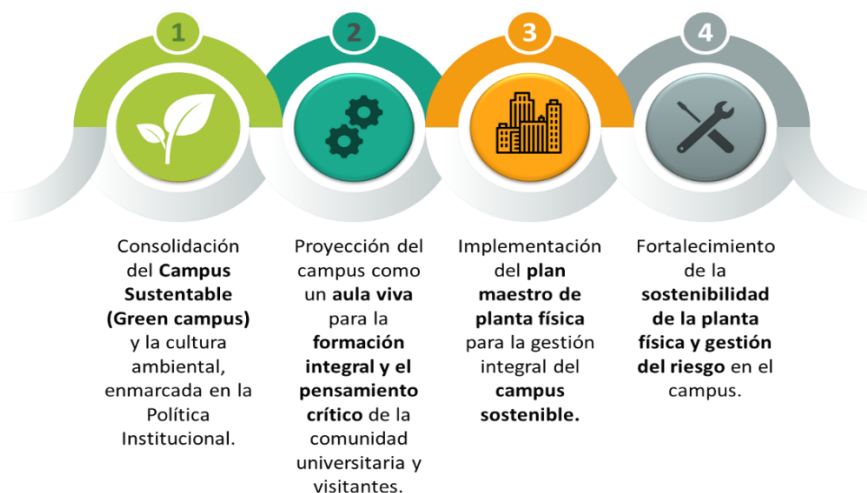 1
Consolidación
del Campus
Sustentable
(Green campus)
y la cultura
ambiental,
enmarcada en la
Política
Institucional.
2
Proyección del
campus como
un aula viva
para la
formación
integral y el
pensamiento
crítico de la
comunidad
universitaria y
visitantes.
3
Implementación
del plan
maestro de
planta física
para la gestión
integral del
campus
sostenible.
4
Fortalecimiento
de la
sostenibilidad
de la planta
física y gestión
del riesgo en el
campus.